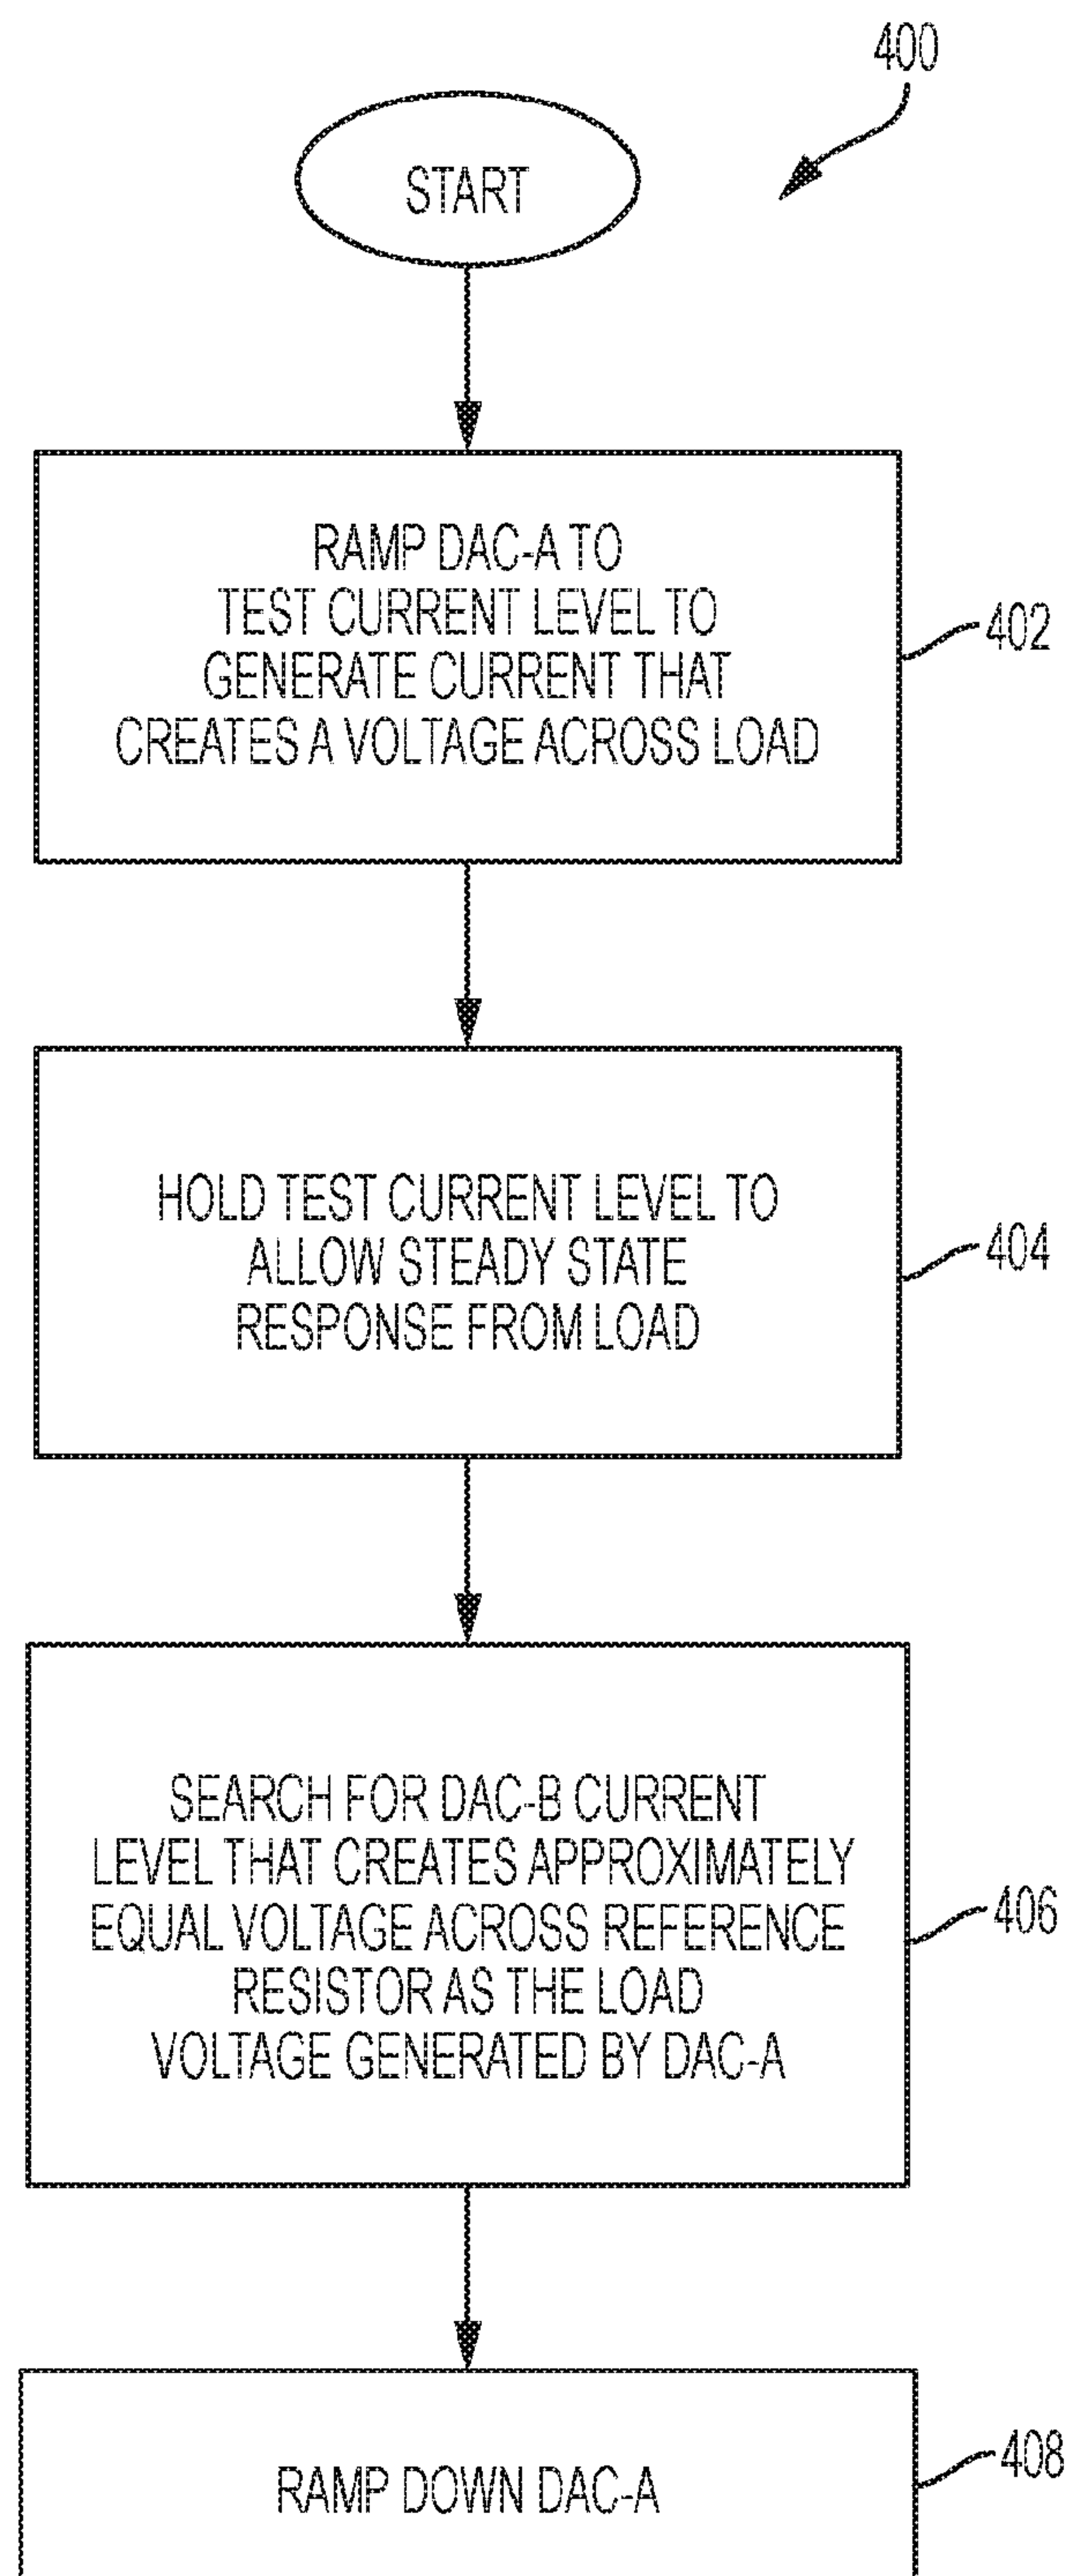 400
START
RAMP DAC-A TO
TEST CURRENT LEVEL TO
GENERATE CURRENT THAT
CREATES A VOLTAGE ACROSS LOAD
402
HOLD TEST CURRENT LEVEL TO
ALLOW STEADY STATE
RESPONSE FROM LOAD
404
SEARCH FOR DAC-B CURRENT
LEVEL THAT CREATES APPROXIMATELY
EQUAL VOLTAGE ACROSS REFERENCE
RESISTOR AS THE LOAD
VOLTAGE GENERATED BY DAC-A
406
RAMP DOWN DAC-A
408